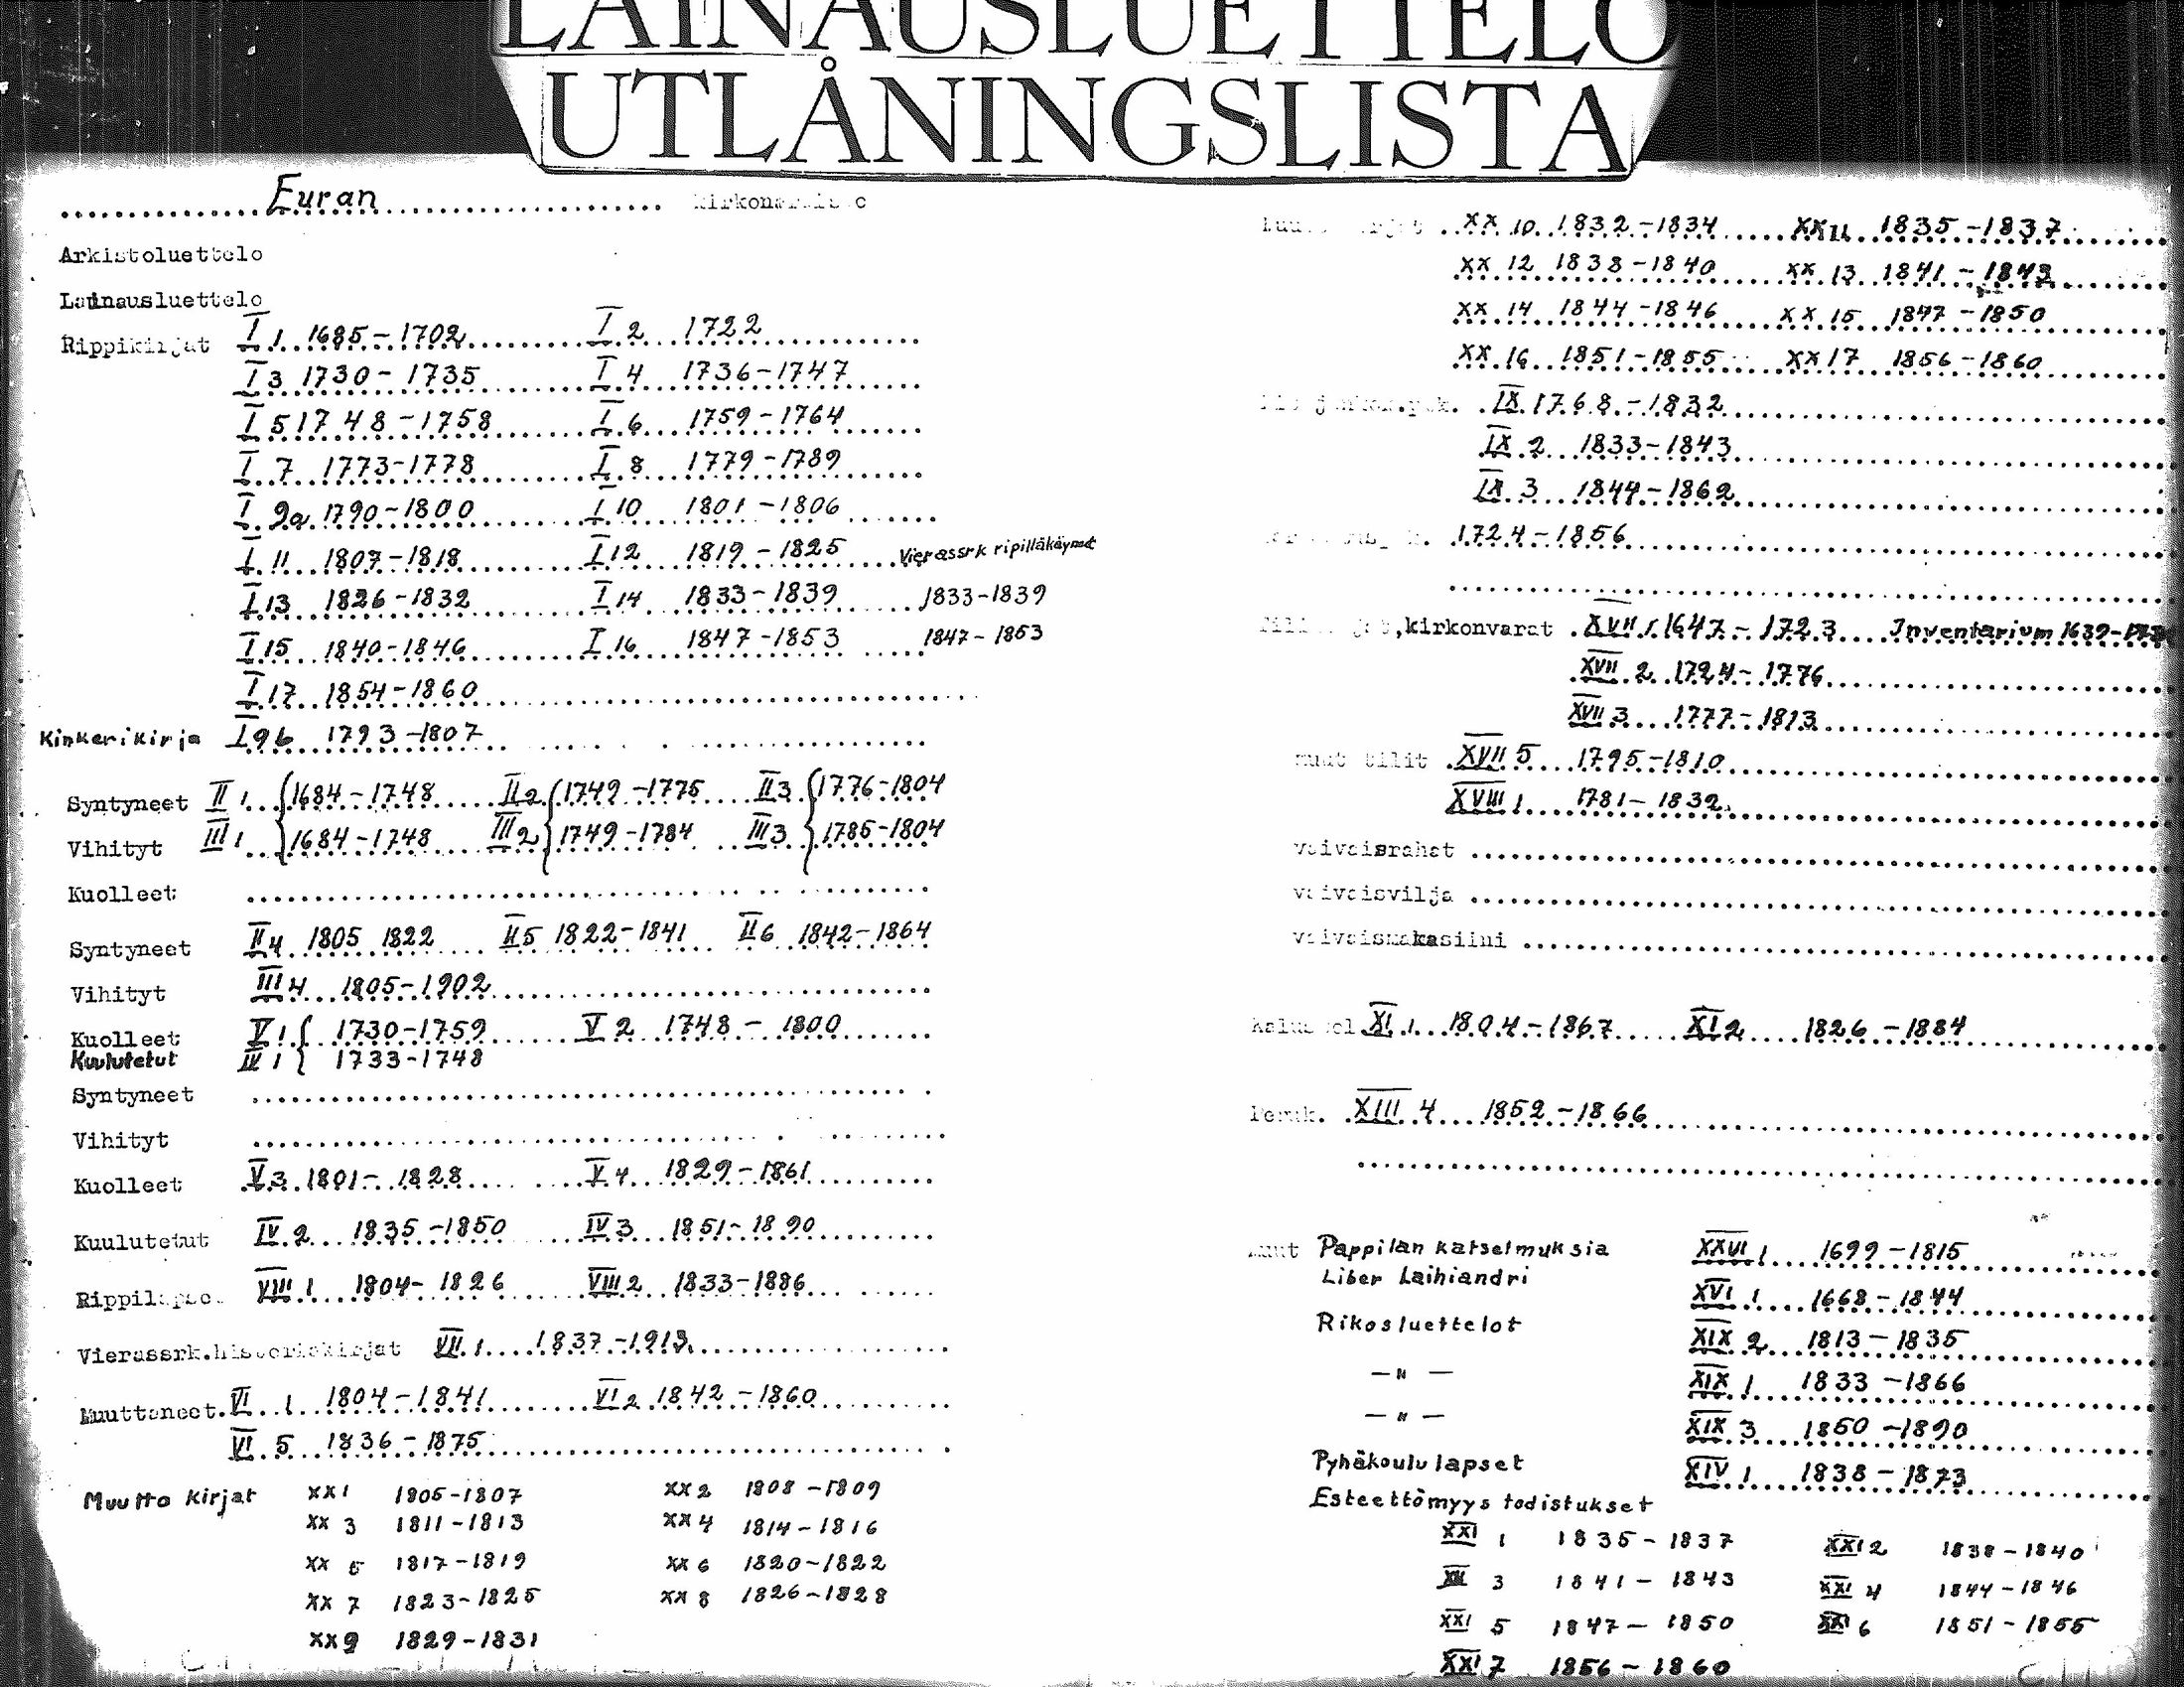 LAINAUSLUETTELO
UTLÅNINGSLISTA
Euran
Arkistoluettelo
Lainausluettelo
Rippikirjat I 1 1685-1702 I 2 1722
I 3 1730-1735 I 4 1736-1747
I 5 1748-1758 I 6 1759-1764
I 7 1773-1778 I 8 1779-1789
I 9a 1790-1800 I 10 1801-1806
I 11 1807-1818 I 12 1819-1825 Vierassrk ripilläkäyneet
I 13 1826-1832 I 14 1833-1839 1833-1839
I 15 1840-1846 I 16 1847-1853 1847-1853
I 17 1854-1860
Kinkerikirja I 9b 1793-1807
Syntyneet II 1 1684-1748 II 2 1749-1775 II 3 1776-1804
Vihityt III 1 1684-1748 III 2 1749-1784 III 3 1785-1804
Kuolleet
Syntyneet II 4 1805 1822 II 5 1822-1841 II 6 1842-1864
Vihityt III 4 1805-1902
Kuolleet V 1 1730-1759 V 2 1748-1800
Kuulutetut IV 1 1733-1748
Syntyneet
Vihityt
Kuolleet V 3 1801-1828 V 4 1829-1861
Kuulutetut IV 2 1835-1850 IV 3 1851-1890
VIII 1 1804-1826 VIII 2 1833-1886
Vierassrk.historiakirjat VII 1 1837-1913
Muuttaneet VI 1 1804-1841 VI 2 1842-1860
VI 5 1836-1875
Muutto kirjat XX 1 1805-1807 XX 2 1808-1809
XX 3 1811-1813 XX 4 1814-1816
XX 5 1817-1819 XX 6 1820-1822
XX 7 1823-1825 XX 8 1826-1828
XX 9 1829-1831
XX 10 1832-1834 XX 11 1835-1837
XX 12 1838-1840 XX 13 1841-1843
XX 14 1844-1846 XX 15 1847-1850
XX 16 1851-1855 XX 17 1856-1860
IX 1768-1832
IX 2 1833-1843
IX 3 1844-1862
1724-1856
,kirkonvarat XVII 1 1647-1723 Inventarium 1639-
XVII 2 1724-1776
XVII 3 1777-1813
muut tilit XVII 5 1795-1810
XVIII 1 1781-1832
vaivaisrahat
vaivaisvilja
vaivaismakasiini
XI 1 1804-1867 XI 2 1826-1884
XIII 4 1852-1866
Muut Pappilan katselmuksia XXVI 1 1699-1815
Liber Laihiandri XVI 1 1668-1844
Rikosluettelot XIX 2 1813-1835
-"- XIX 1 1833-1866
-"- XIX 3 1860-1890
Pyhäkoululapset XIV 1 1838-1873
Esteettömyys todistukset
XXI 1 1835-1837 XXI 2 1838-1840
XXI 3 1841-1843 XXI 4 1844-1846
XXI 5 1847-1850 XXI 6 1851-1855
XXI 7 1856-1860